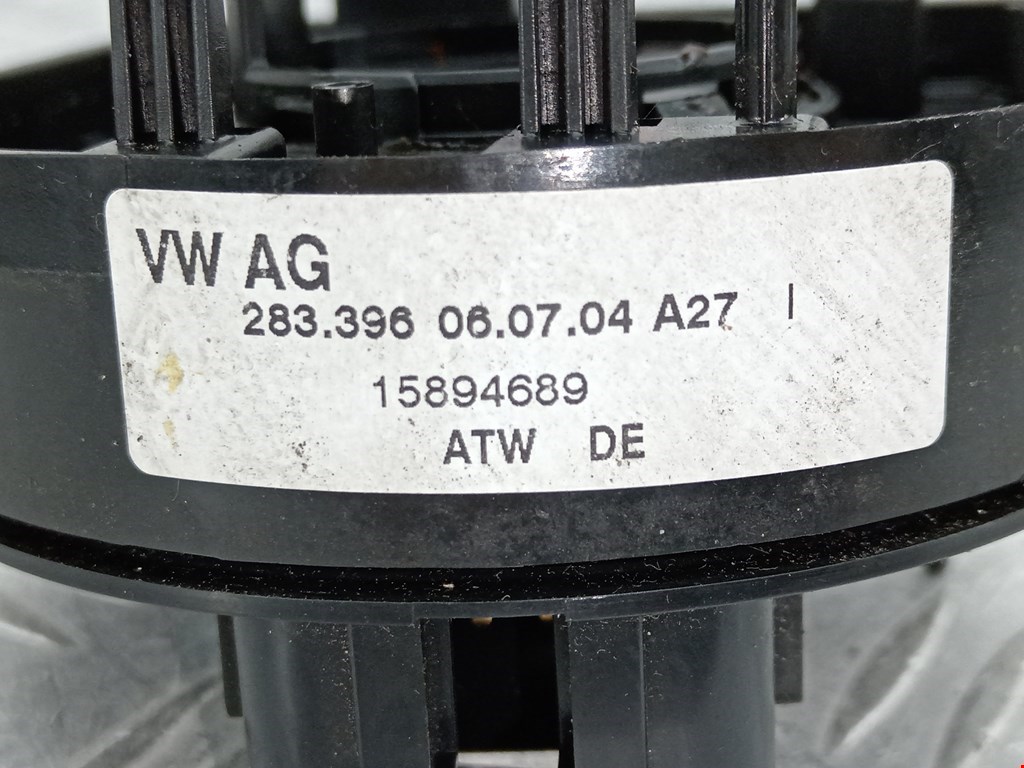 VW AG
283.396 06.07.04 A27 I
15894689
ATW DE